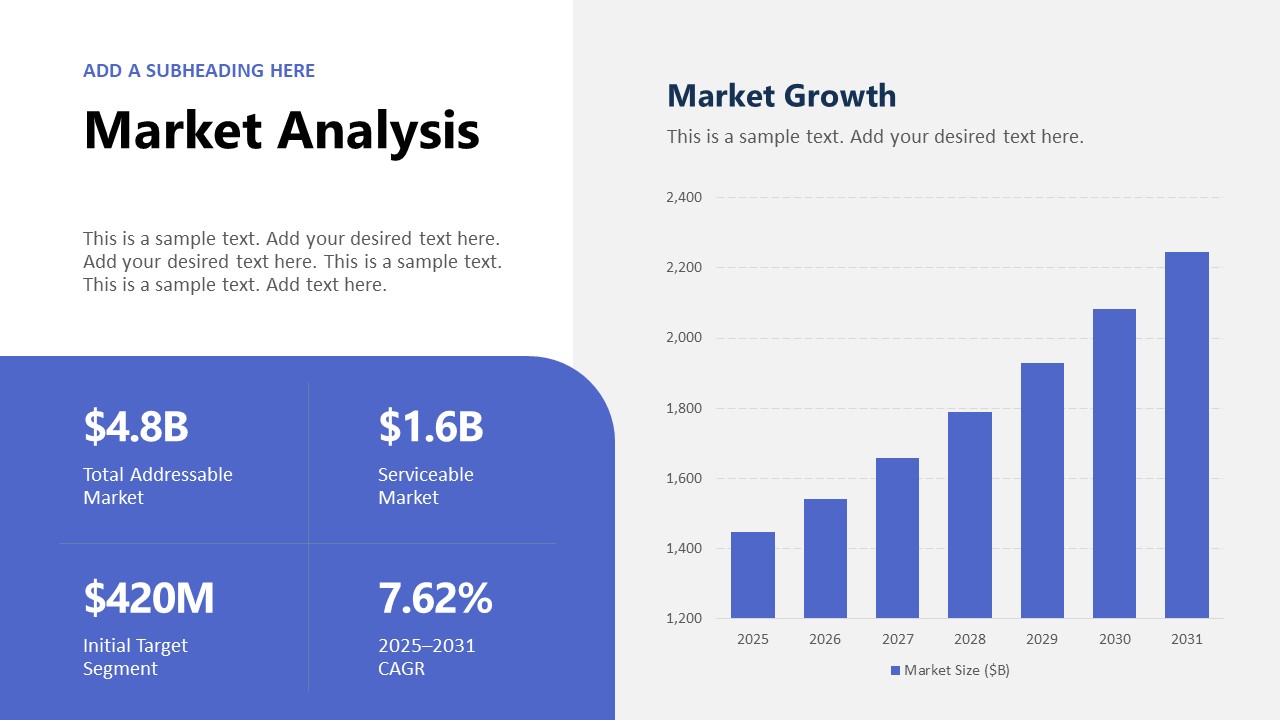 ADD A SUBHEADING HERE
Market Analysis
This is a sample text. Add your desired text here.
Add your desired text here. This is a sample text.
This is a sample text. Add text here.
$4.8B
Total Addressable
Market
$1.6B
Serviceable
Market
$420M
Initial Target
Segment
7.62%
2025–2031
CAGR
Market Growth
This is a sample text. Add your desired text here.
2,400
2,200
2,000
1,800
1,600
1,400
1,200
2025 2026 2027 2028 2029 2030 2031
Market Size ($B)